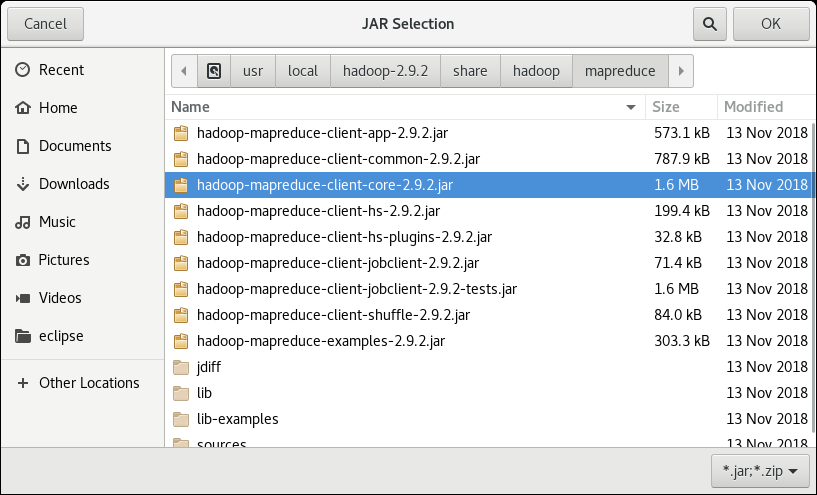 Cancel JAR Selection OK
Recent
Home
Documents
Downloads
Music
Pictures
Videos
eclipse
Other Locations
usr local hadoop-2.9.2 share hadoop mapreduce
Name Size Modified
hadoop-mapreduce-client-app-2.9.2.jar 573.1 kB 13 Nov 2018
hadoop-mapreduce-client-common-2.9.2.jar 787.9 kB 13 Nov 2018
hadoop-mapreduce-client-core-2.9.2.jar 1.6 MB 13 Nov 2018
hadoop-mapreduce-client-hs-2.9.2.jar 199.4 kB 13 Nov 2018
hadoop-mapreduce-client-hs-plugins-2.9.2.jar 32.8 kB 13 Nov 2018
hadoop-mapreduce-client-jobclient-2.9.2.jar 71.4 kB 13 Nov 2018
hadoop-mapreduce-client-jobclient-2.9.2-tests.jar 1.6 MB 13 Nov 2018
hadoop-mapreduce-client-shuffle-2.9.2.jar 84.0 kB 13 Nov 2018
hadoop-mapreduce-examples-2.9.2.jar 303.3 kB 13 Nov 2018
jdiff 13 Nov 2018
lib 13 Nov 2018
lib-examples 13 Nov 2018
sources 13 Nov 2018
*.jar;*.zip